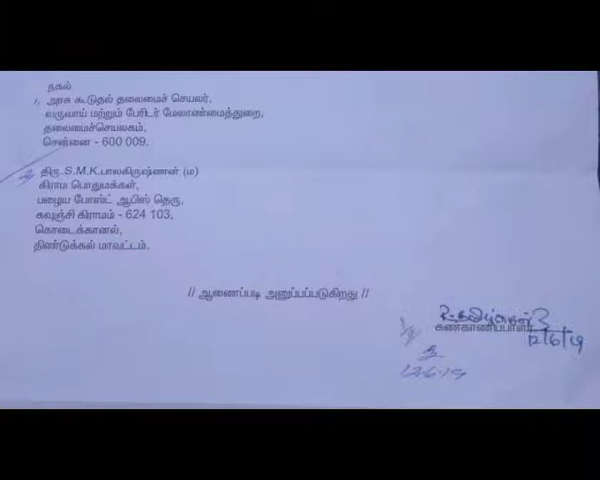 நகல்
1, அரசு கூடுதல் தலைமைச் செயலர்,
வருவாய் மற்றும் பேரிடர் மேலாண்மைத்துறை,
தலைமைச்செயலகம்,
சென்னை - 600 009.
திரு.S.M.K.பாலகிருஷ்ணன் (ம)
கிராம பொதுமக்கள்,
பழைய போஸ்ட் ஆபிஸ் தெரு,
கவுஞ்சி கிராமம் - 624 103,
கொடைக்கானல்,
திண்டுக்கல் மாவட்டம்.
// ஆணைப்படி அனுப்பப்படுகிறது //
கண்காணிப்பாளர்
12/6/19
12-6-19